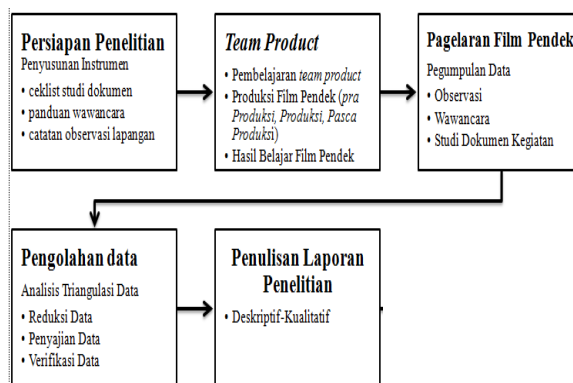 Persiapan Penelitian
Penyusunan Instrumen
• ceklist studi dokumen
• panduan wawancara
• catatan observasi lapangan
Team Product
• Pembelajaran team product
• Produksi Film Pendek (pra
Produksi, Produksi, Pasca
Produksi)
• Hasil Belajar Film Pendek
Pagelaran Film Pendek
Pegumpulan Data
• Observasi
• Wawancara
• Studi Dokumen Kegiatan
Pengolahan data
Analisis Triangulasi Data
• Reduksi Data
• Penyajian Data
• Verifikasi Data
Penulisan Laporan
Penelitian
• Deskriptif-Kualitatif